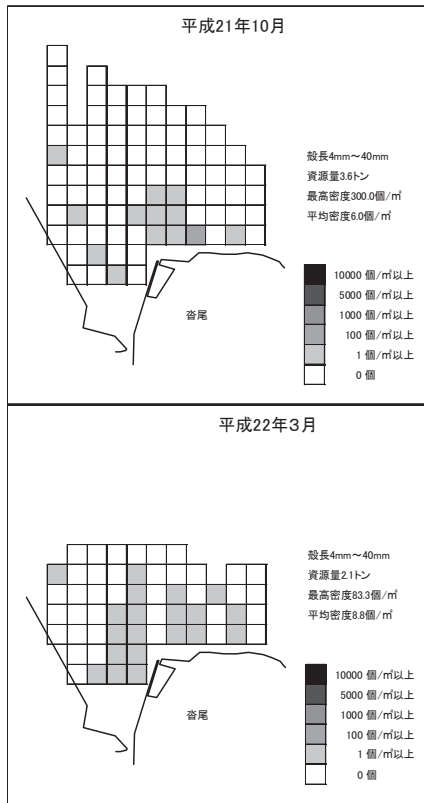 平成21年10月
殻長4mm～40mm
資源量3.6トン
最高密度300.0個/㎡
平均密度6.0個/㎡
10000 個/㎡以上
5000 個/㎡以上
1000 個/㎡以上
100 個/㎡以上
1 個/㎡以上
0 個
沓尾
平成22年3月
殻長4mm～40mm
資源量2.1トン
最高密度83.3個/㎡
平均密度8.8個/㎡
10000 個/㎡以上
5000 個/㎡以上
1000 個/㎡以上
100 個/㎡以上
1 個/㎡以上
0 個
沓尾